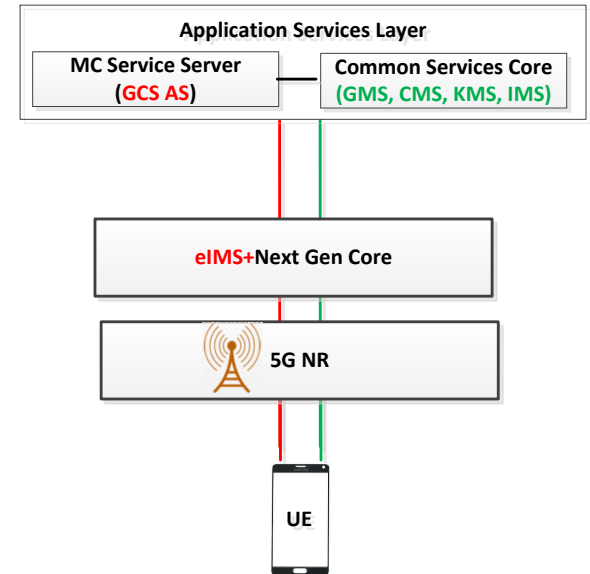 Application Services Layer
MC Service Server
(GCS AS)
Common Services Core
(GMS, CMS, KMS, IMS)
eIMS+Next Gen Core
5G NR
UE